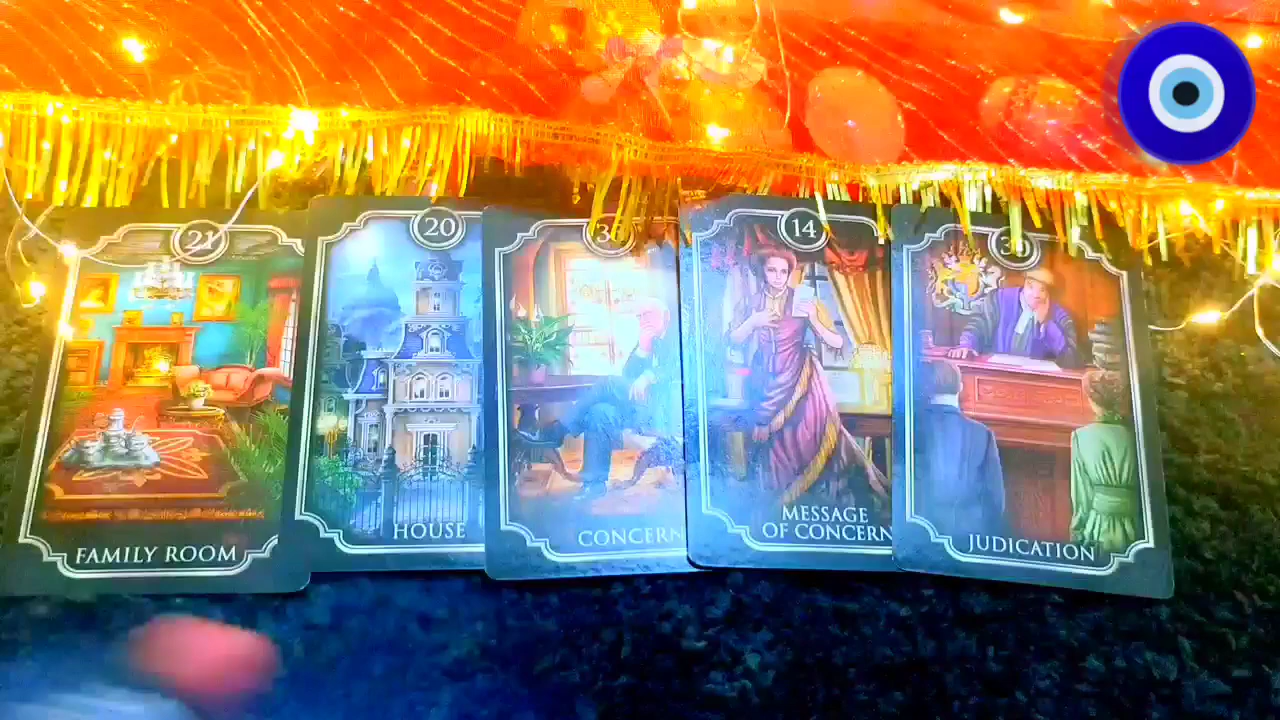 21
FAMILY ROOM
20
HOUSE
CONCERN
14
MESSAGE
OF CONCERN
JUDICATION